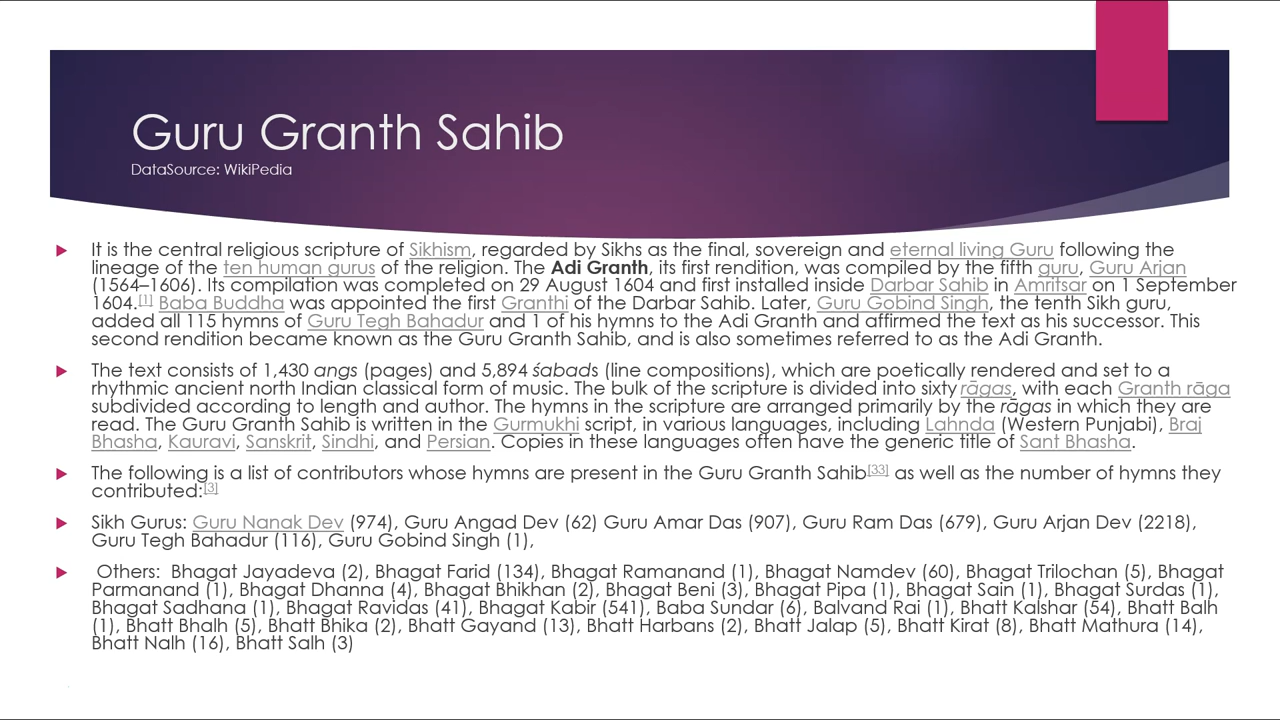 Guru Granth Sahib
DataSource: WikiPedia
It is the central religious scripture of Sikhism, regarded by Sikhs as the final, sovereign and eternal living Guru following the
lineage of the ten human gurus of the religion. The Adi Granth, its first rendition, was compiled by the fifth guru, Guru Arjan
(1564–1606). Its compilation was completed on 29 August 1604 and first installed inside Darbar Sahib in Amritsar on 1 September
1604.[1] Baba Buddha was appointed the first Granthi of the Darbar Sahib. Later, Guru Gobind Singh, the tenth Sikh guru,
added all 115 hymns of Guru Tegh Bahadur and 1 of his hymns to the Adi Granth and affirmed the text as his successor. This
second rendition became known as the Guru Granth Sahib, and is also sometimes referred to as the Adi Granth.
The text consists of 1,430 angs (pages) and 5,894 śabads (line compositions), which are poetically rendered and set to a
rhythmic ancient north Indian classical form of music. The bulk of the scripture is divided into sixty rāgas, with each Granth rāga
subdivided according to length and author. The hymns in the scripture are arranged primarily by the rāgas in which they are
read. The Guru Granth Sahib is written in the Gurmukhi script, in various languages, including Lahnda (Western Punjabi), Braj
Bhasha, Kauravi, Sanskrit, Sindhi, and Persian. Copies in these languages often have the generic title of Sant Bhasha.
The following is a list of contributors whose hymns are present in the Guru Granth Sahib[33] as well as the number of hymns they
contributed:[3]
Sikh Gurus: Guru Nanak Dev (974), Guru Angad Dev (62) Guru Amar Das (907), Guru Ram Das (679), Guru Arjan Dev (2218),
Guru Tegh Bahadur (116), Guru Gobind Singh (1),
Others: Bhagat Jayadeva (2), Bhagat Farid (134), Bhagat Ramanand (1), Bhagat Namdev (60), Bhagat Trilochan (5), Bhagat
Parmanand (1), Bhagat Dhanna (4), Bhagat Bhikhan (2), Bhagat Beni (3), Bhagat Pipa (1), Bhagat Sain (1), Bhagat Surdas (1),
Bhagat Sadhana (1), Bhagat Ravidas (41), Bhagat Kabir (541), Baba Sundar (6), Balvand Rai (1), Bhatt Kalshar (54), Bhatt Balh
(1), Bhatt Bhalh (5), Bhatt Bhika (2), Bhatt Gayand (13), Bhatt Harbans (2), Bhatt Jalap (5), Bhatt Kirat (8), Bhatt Mathura (14),
Bhatt Nalh (16), Bhatt Salh (3)